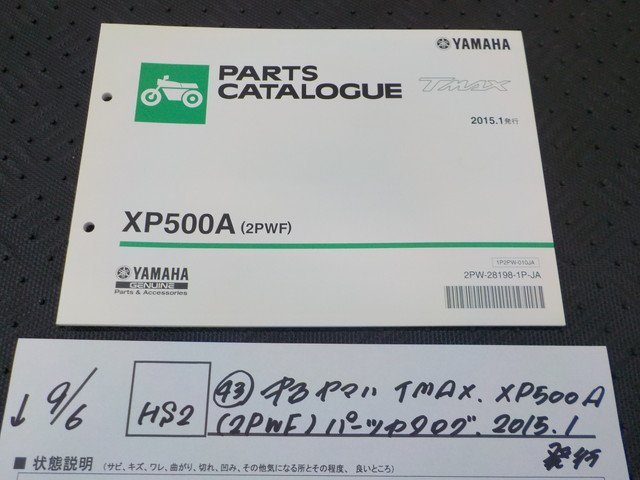 YAMAHA
PARTS
CATALOGUE
TMAX
2015.1発行
XP500A (2PWF)
YAMAHA
GENUINE
Parts & Accessories
1P2PW-010JA
2PW-28198-1P-JA
↓ 9/6
HS2
43 ヤマハ TMAX. XP500A
(2PWF) パーツカタログ. 2015.1
発行
■ 状態説明 (サビ、キズ、ワレ、曲がり、切れ、凹み、その他気になる所とその程度、良いところ)